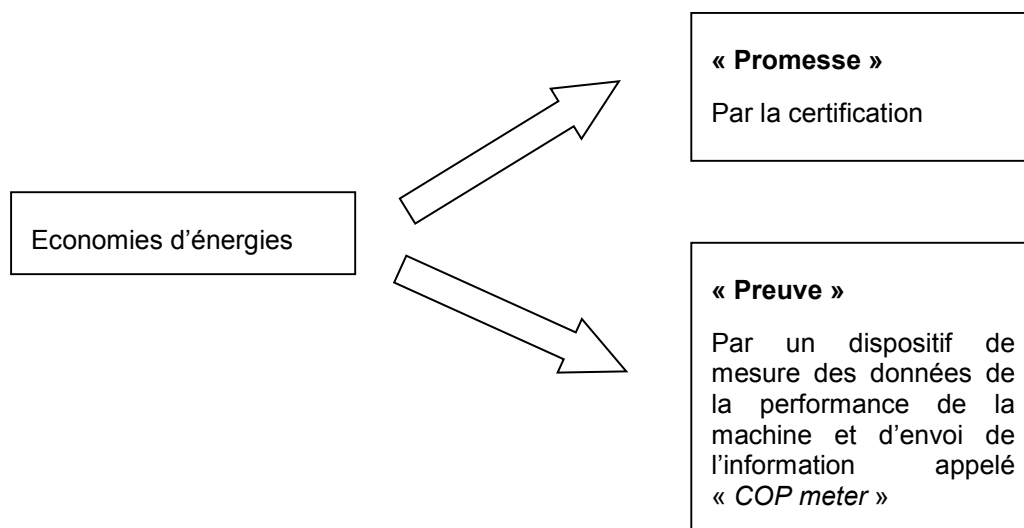 « Promesse »
Par la certification
Economies d’énergies
« Preuve »
Par un dispositif de
mesure des données de
la performance de la
machine et d’envoi de
l’information appelé
« COP meter »